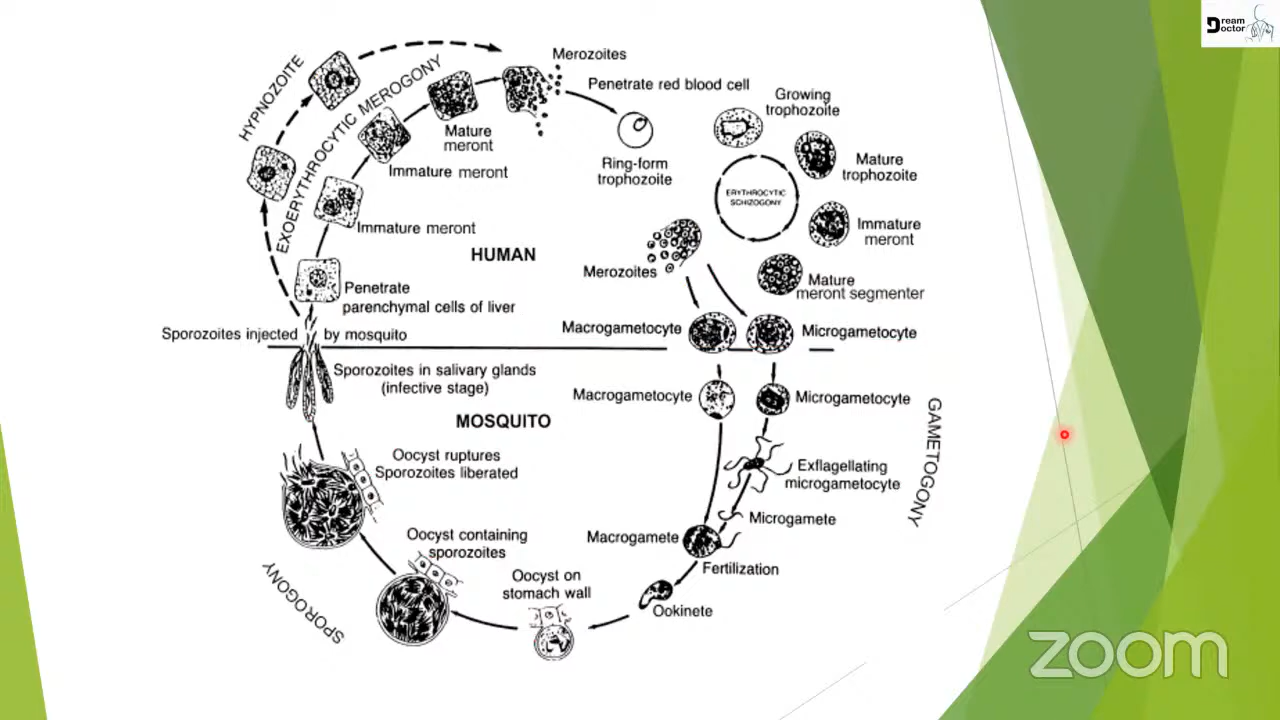 Dream
Doctor
Merozoites
Penetrate red blood cell
Growing
trophozoite
HYPNOZOITE
EXOERYTHROCYTIC MEROGONY
Mature
meront
Immature meront
Ring-form
trophozoite
Mature
trophozoite
ERYTHROCYTIC
SCHIZOGONY
Immature
meront
Immature meront
HUMAN
Merozoites
Mature
meront segmenter
Penetrate
parenchymal cells of liver
Macrogametocyte
Microgametocyte
Sporozoites injected by mosquito
Sporozoites in salivary glands
(infective stage)
Macrogametocyte
Microgametocyte
MOSQUITO
GAMETOGONY
Oocyst ruptures
Sporozoites liberated
Exflagellating
microgametocyte
Microgamete
Oocyst containing
sporozoites
Macrogamete
Fertilization
Oocyst on
stomach wall
Ookinete
SPOROGONY
zoom